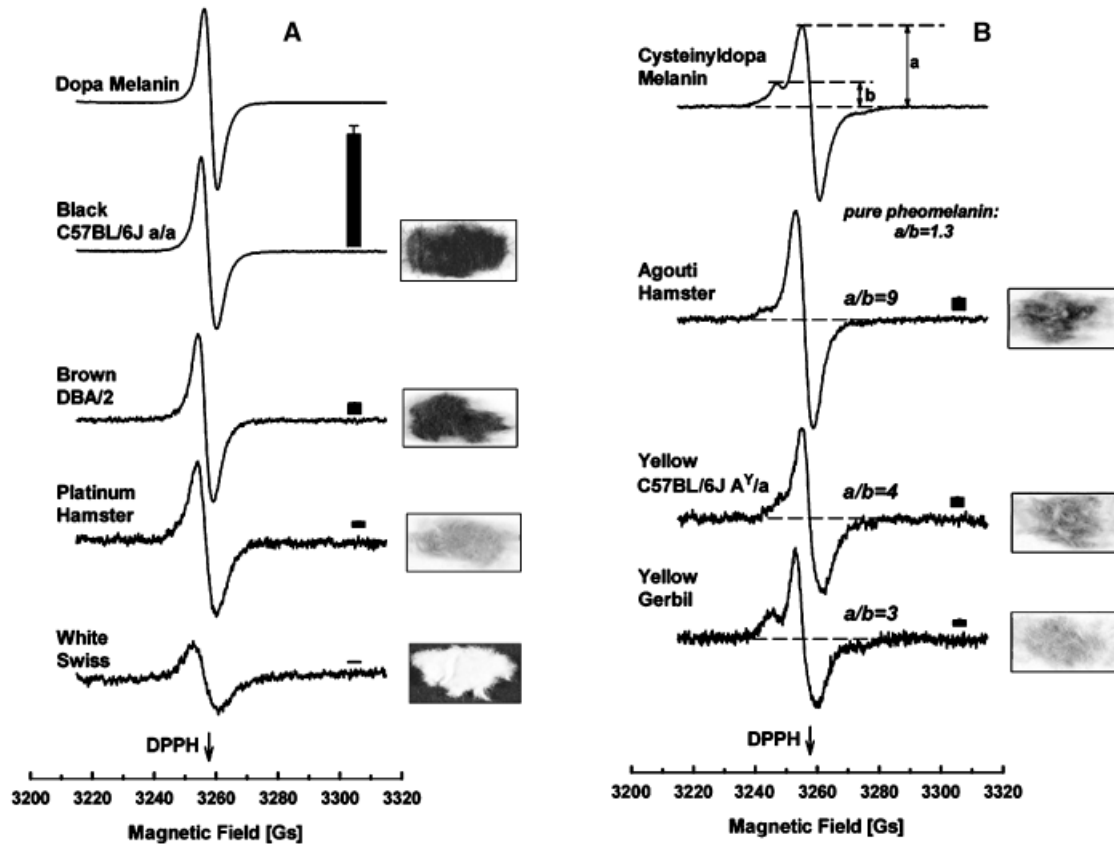 A
Dopa Melanin
Black
C57BL/6J a/a
Brown
DBA/2
Platinum
Hamster
White
Swiss
DPPH
3200 3220 3240 3260 3280 3300 3320
Magnetic Field [Gs]
B
Cysteinyldopa
Melanin
a
b
pure pheomelanin:
a/b=1.3
Agouti
Hamster
a/b=9
Yellow
C57BL/6J Aʸ/a
a/b=4
Yellow
Gerbil
a/b=3
DPPH
3200 3220 3240 3260 3280 3300 3320
Magnetic Field [Gs]